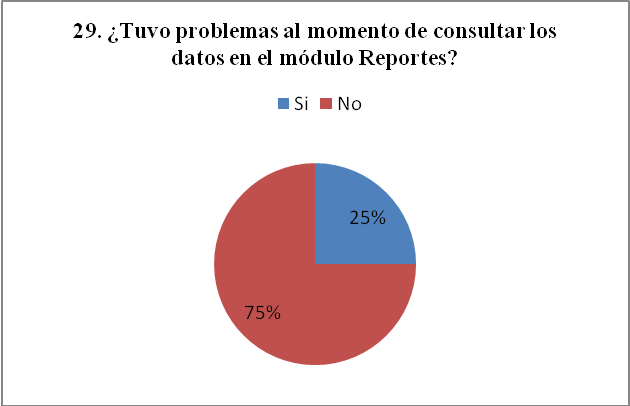 29. ¿Tuvo problemas al momento de consultar los
datos en el módulo Reportes?
Si No
25%
75%